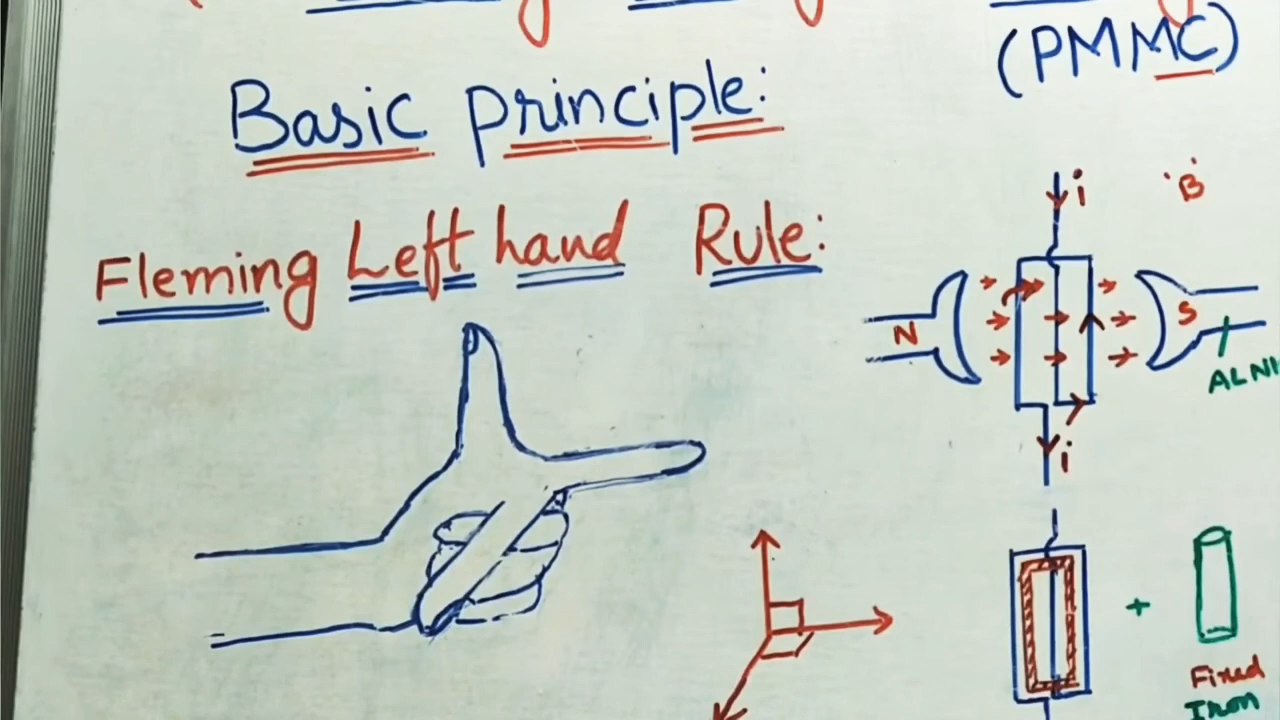 (PMMC)
Basic principle:
Fleming Left hand Rule:
i
'B'
N
S
ALNI
i
+
Fixed
Iron